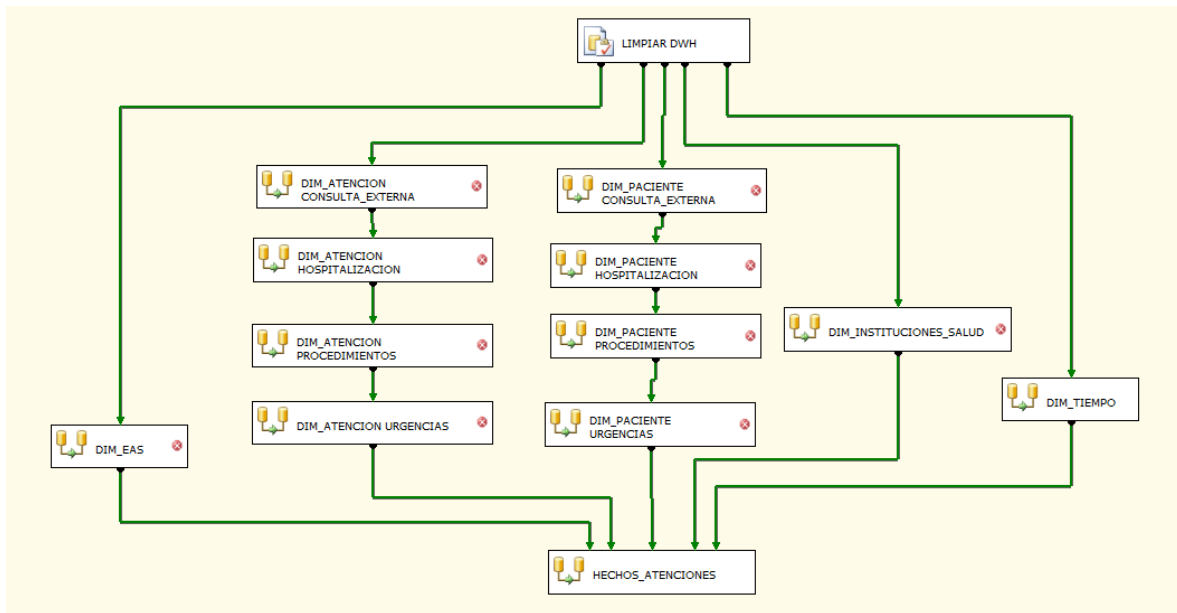 LIMPIAR DWH
DIM_ATENCION
CONSULTA_EXTERNA
DIM_PACIENTE
CONSULTA_EXTERNA
DIM_ATENCION
HOSPITALIZACION
DIM_PACIENTE
HOSPITALIZACION
DIM_ATENCION
PROCEDIMIENTOS
DIM_PACIENTE
PROCEDIMIENTOS
DIM_INSTITUCIONES_SALUD
DIM_TIEMPO
DIM_ATENCION URGENCIAS
DIM_PACIENTE
URGENCIAS
DIM_EAS
HECHOS_ATENCIONES